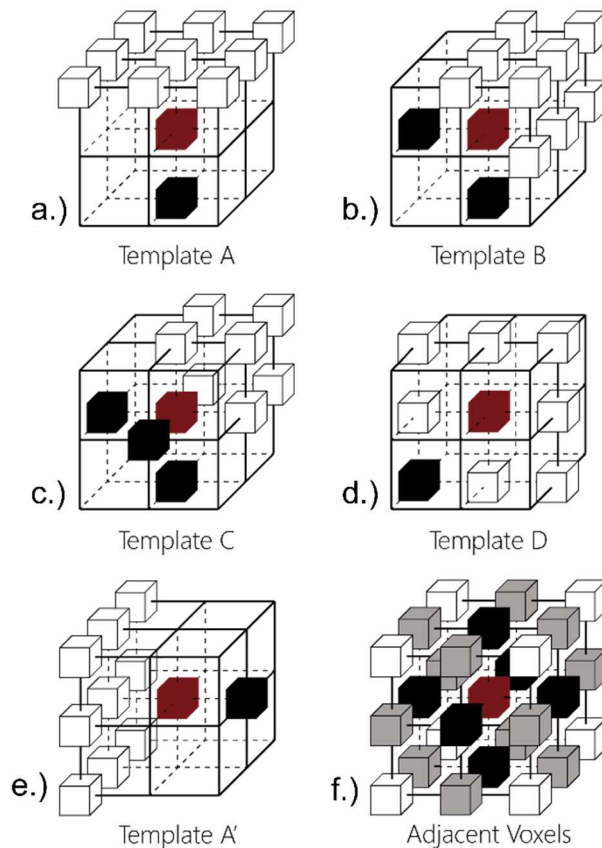 a.)
Template A
b.)
Template B
c.)
Template C
d.)
Template D
e.)
Template A'
f.)
Adjacent Voxels